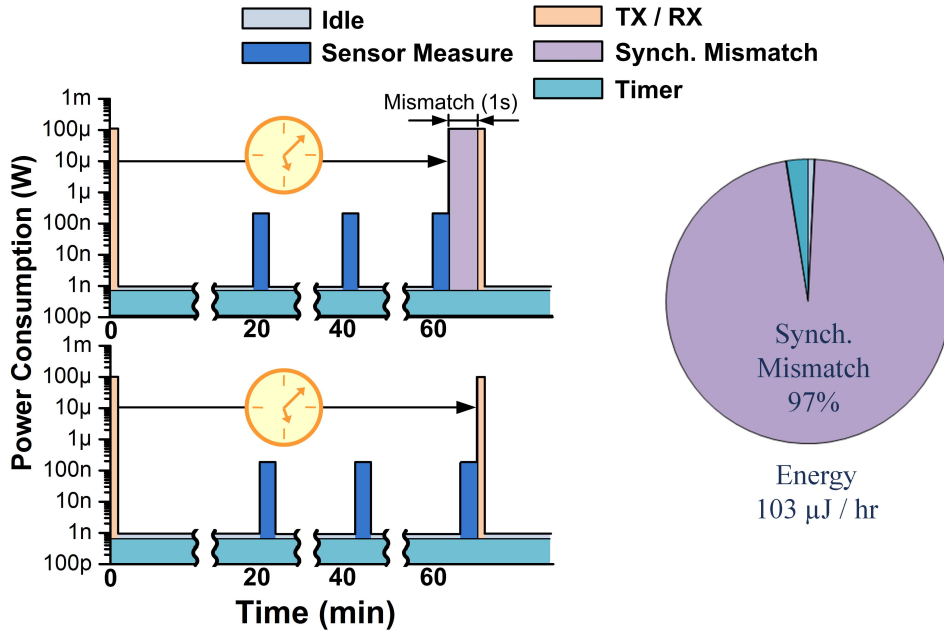 Idle
Sensor Measure
TX / RX
Synch. Mismatch
Timer
Power Consumption (W)
Mismatch (1s)
1m
100µ
10µ
1µ
100n
10n
1n
100p
0
20
40
60
1m
100µ
10µ
1µ
100n
10n
1n
100p
0
20
40
60
Time (min)
Synch.
Mismatch
97%
Energy
103 µJ / hr